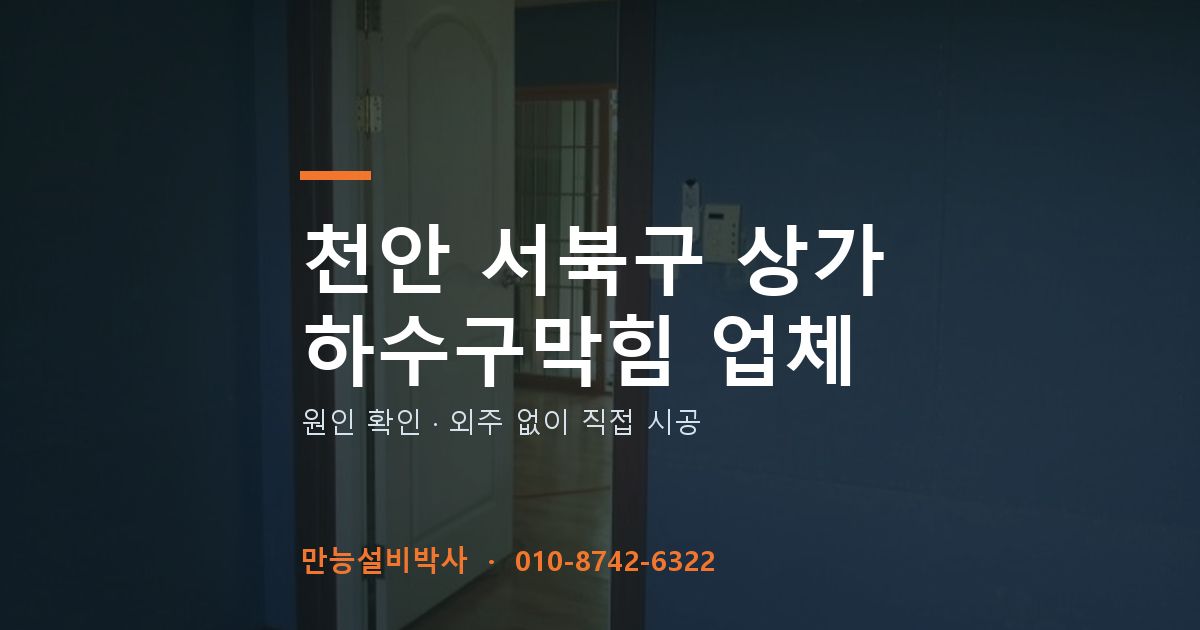 천안 서북구 상가
하수구막힘 업체
원인 확인 · 외주 없이 직접 시공
만능설비박사 · 010-8742-6322